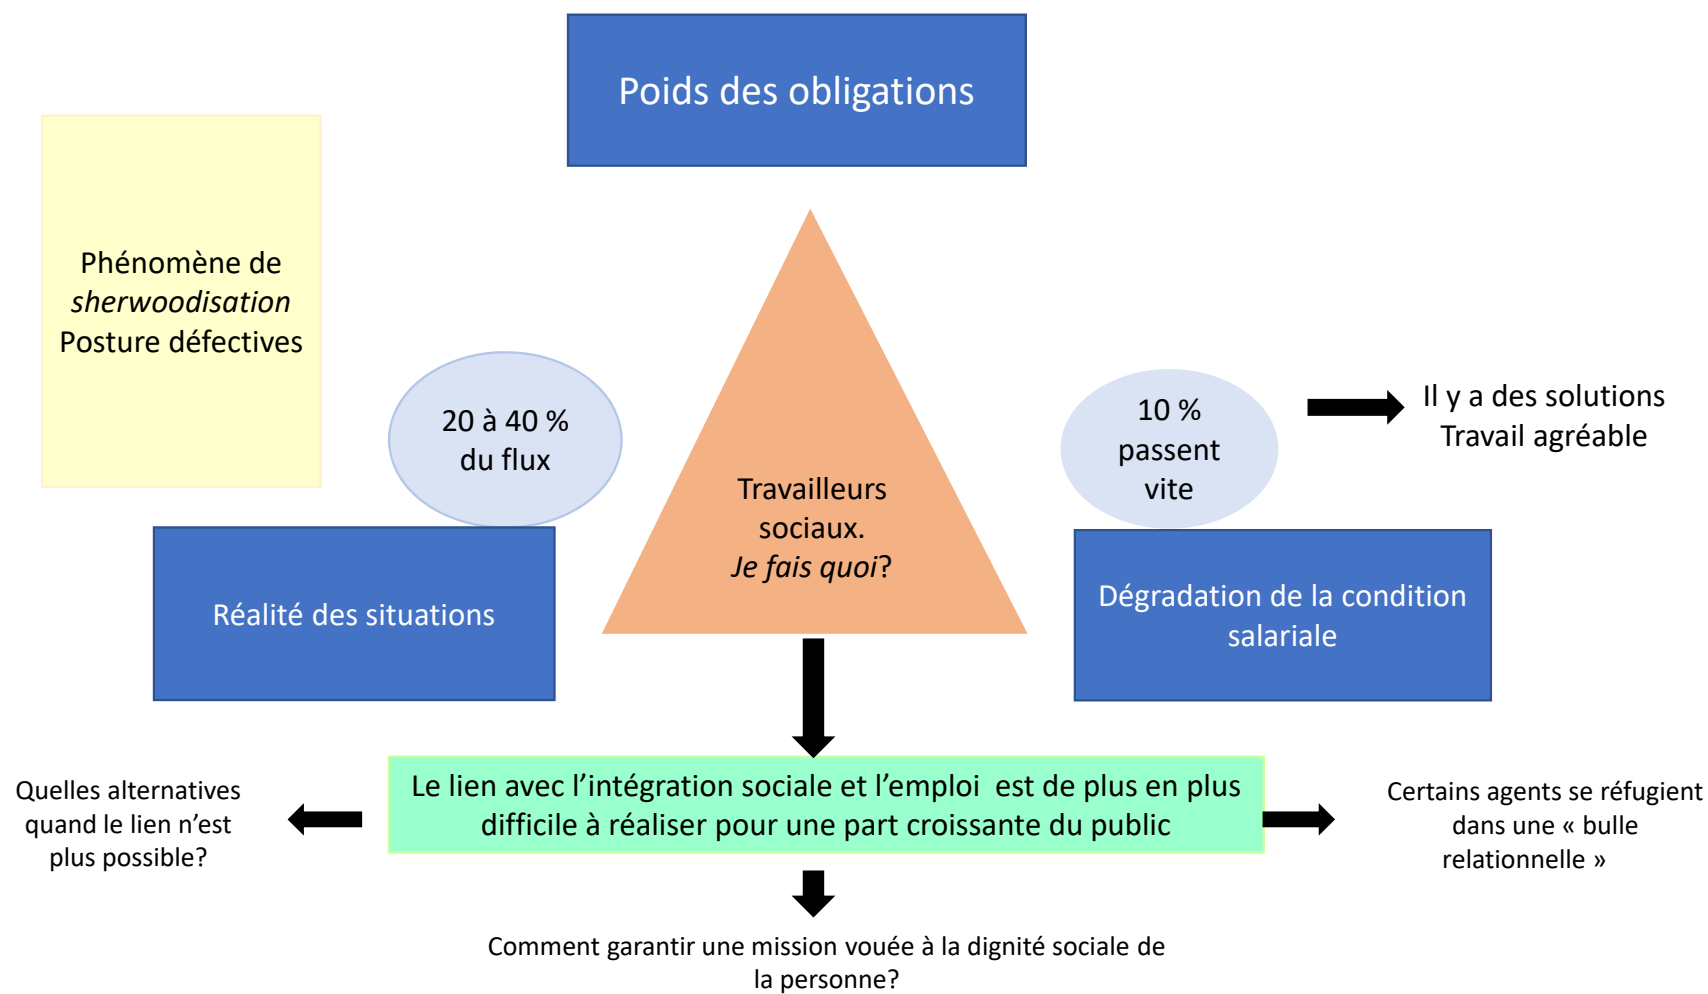 Poids des obligations
Phénomène de
sherwoodisation
Posture défectives
20 à 40 %
du flux
10 %
passent
vite
Il y a des solutions
Travail agréable
Travailleurs
sociaux.
Je fais quoi?
Réalité des situations
Dégradation de la condition
salariale
Le lien avec l’intégration sociale et l’emploi  est de plus en plus
difficile à réaliser pour une part croissante du public
Quelles alternatives
quand le lien n’est
plus possible?
Certains agents se réfugient
dans une « bulle
relationnelle »
Comment garantir une mission vouée à la dignité sociale de
la personne?